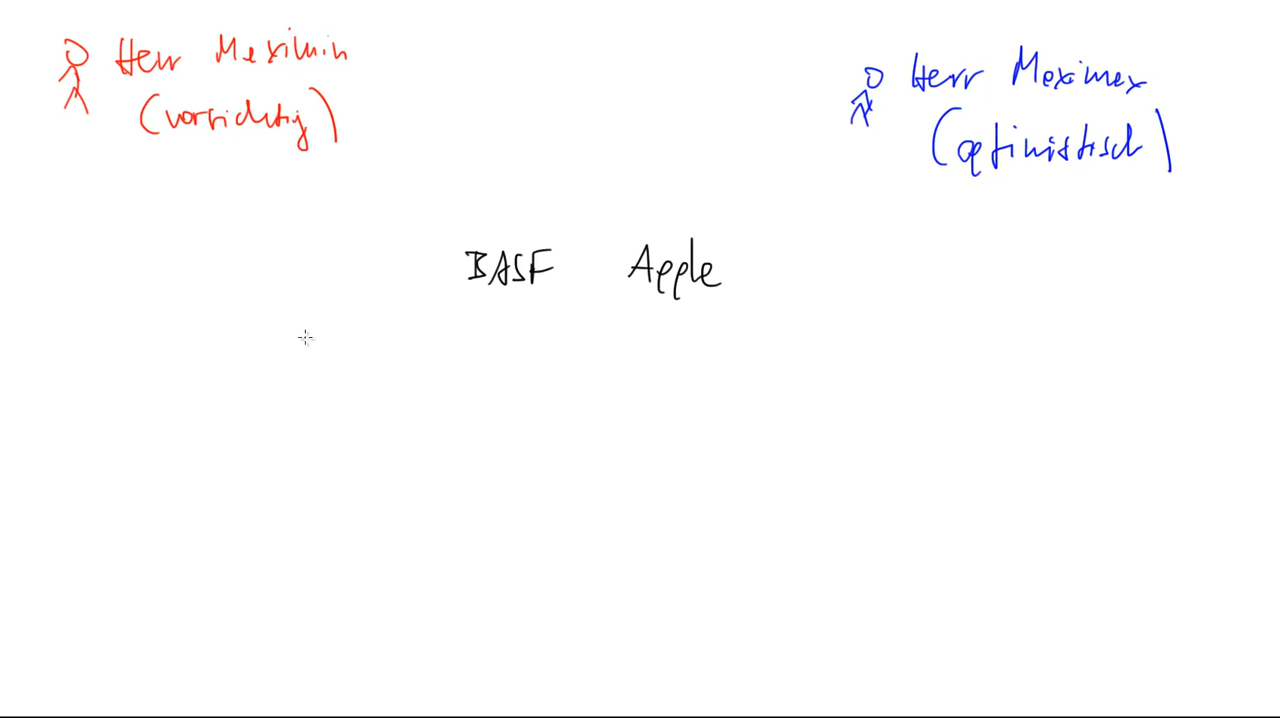 Herr Maximin
(vorsichtig)
Herr Maximax
(optimistisch)
BASF Apple